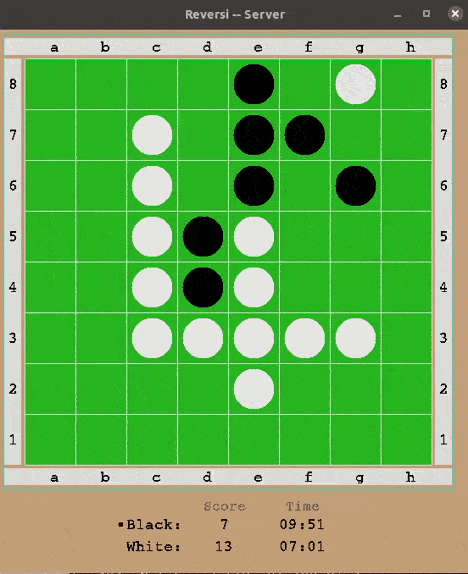 Reversi -- Server
a b c d e f g h
8 8
7 7
6 6
5 5
4 4
3 3
2 2
1 1
a b c d e f g h
Score Time
•Black: 7 09:51
White: 13 07:01